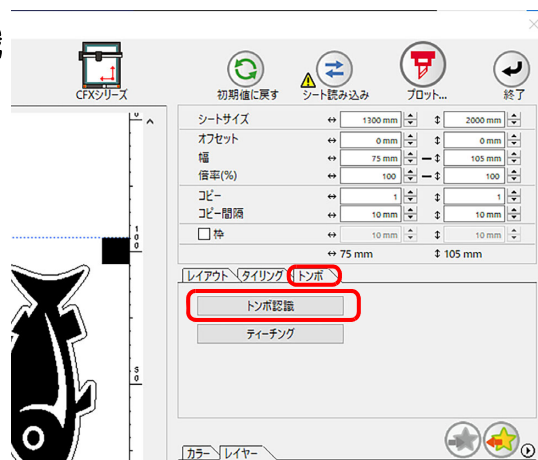 CFXシリーズ
初期値に戻す シート読み込み プロット... 終了
シートサイズ 1300 mm 2000 mm
オフセット 0 mm 0 mm
幅 75 mm 105 mm
倍率(%) 100 100
コピー 1 1
コピー間隔 10 mm 10 mm
枠 10 mm 10 mm
75 mm 105 mm
レイアウト タイリング トンボ
トンボ認識
ティーチング
カラー レイヤー